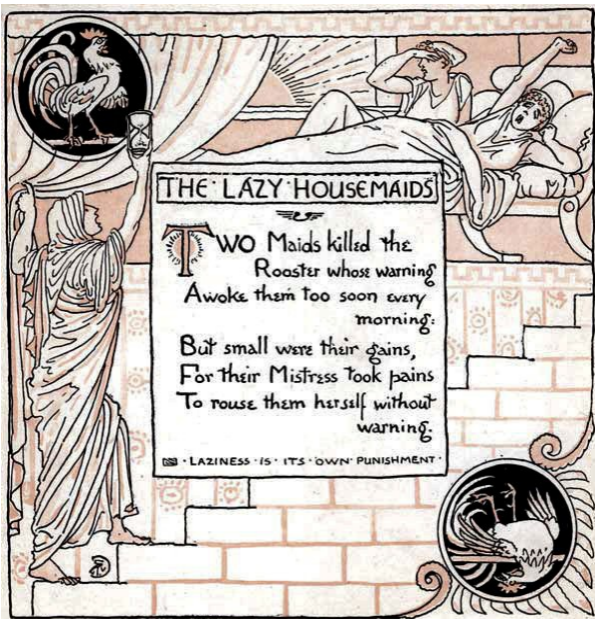 THE · LAZY · HOUSEMAIDS
TWO Maids killed the
Rooster whose warning
Awoke them too soon every
morning:
But small were their gains,
For their Mistress took pains
To rouse them herself without
warning.
· LAZINESS · IS · ITS · OWN · PUNISHMENT ·